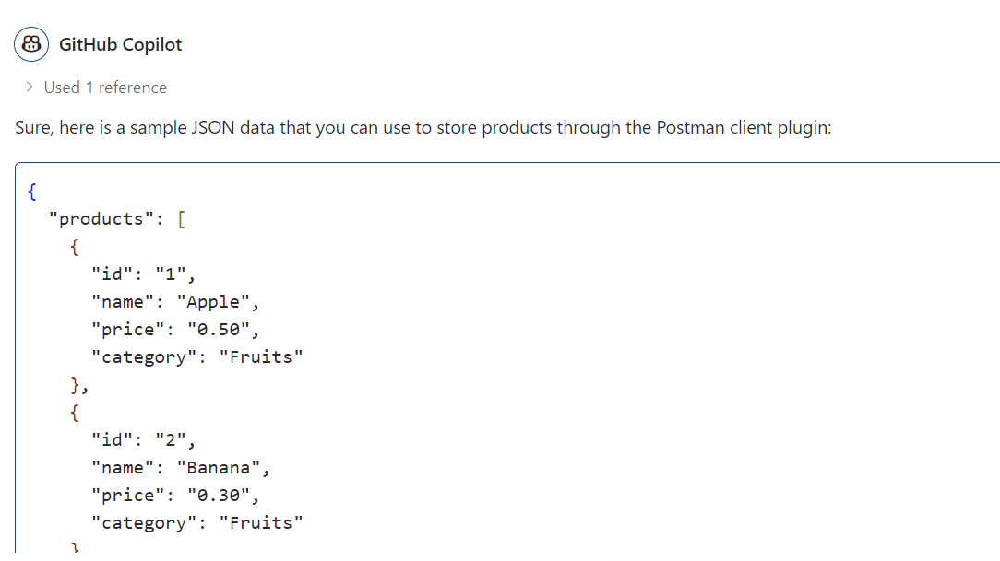 GitHub Copilot
Used 1 reference
Sure, here is a sample JSON data that you can use to store products through the Postman client plugin:
{
"products": [
{
"id": "1",
"name": "Apple",
"price": "0.50",
"category": "Fruits"
},
{
"id": "2",
"name": "Banana",
"price": "0.30",
"category": "Fruits"
}